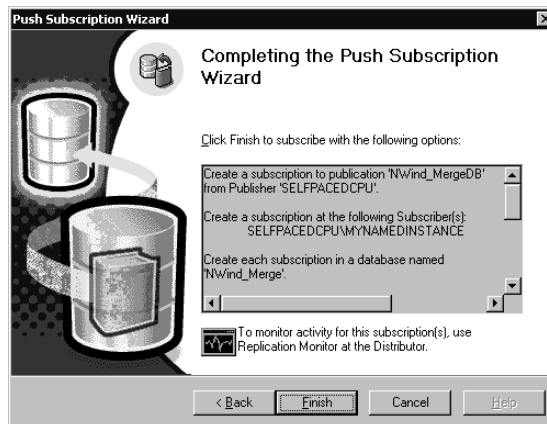 Push Subscription Wizard
Completing the Push Subscription
Wizard
Click Finish to subscribe with the following options:
Create a subscription to publication 'NWind_MergeDB'
from Publisher 'SELFPACEDCPU'.
Create a subscription at the following Subscriber(s):
SELFPACEDCPU\MYNAMEDINSTANCE
Create each subscription in a database named
'NWind_Merge'.
To monitor activity for this subscription(s), use
Replication Monitor at the Distributor.
< Back
Finish
Cancel
Help